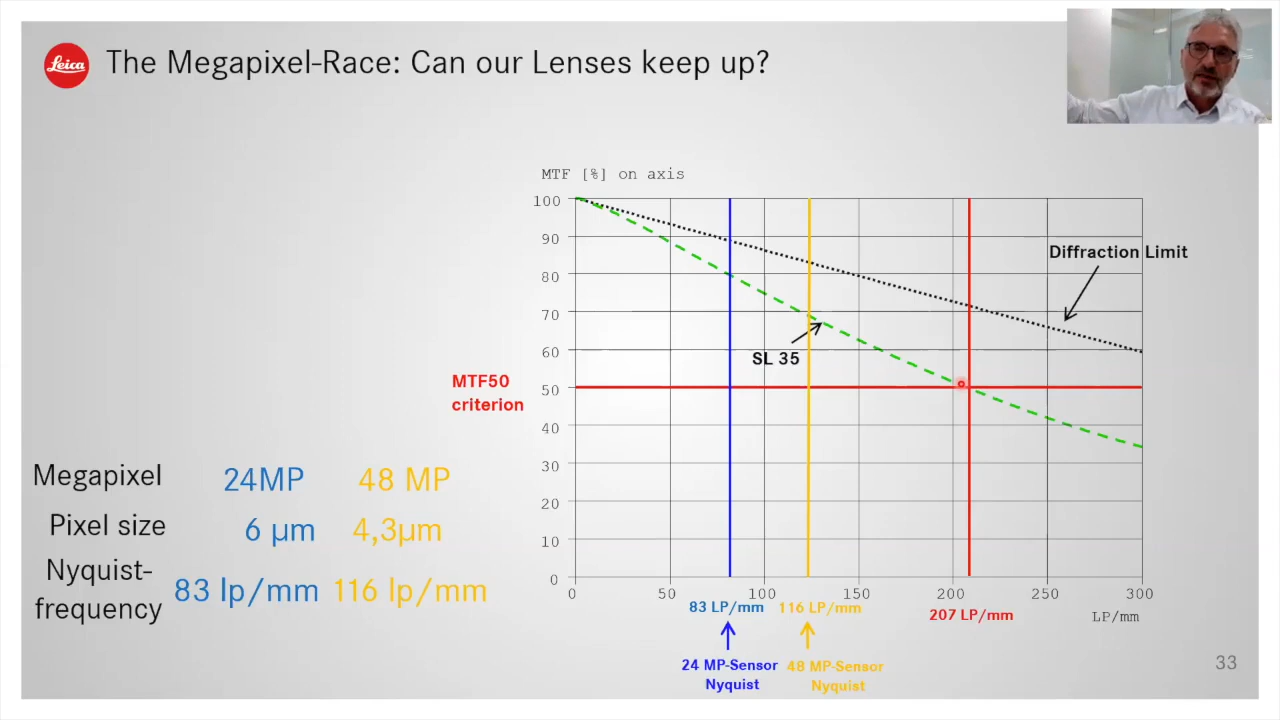 Leica
The Megapixel-Race: Can our Lenses keep up?
MTF [%] on axis
100
90
80
70
60
50
40
30
20
10
0
0
50
100
150
200
250
300
LP/mm
Diffraction Limit
SL 35
MTF50
criterion
83 LP/mm
116 LP/mm
207 LP/mm
24 MP-Sensor
Nyquist
48 MP-Sensor
Nyquist
Megapixel 24MP 48 MP
Pixel size 6 µm 4,3µm
Nyquist-
frequency 83 lp/mm 116 lp/mm
33